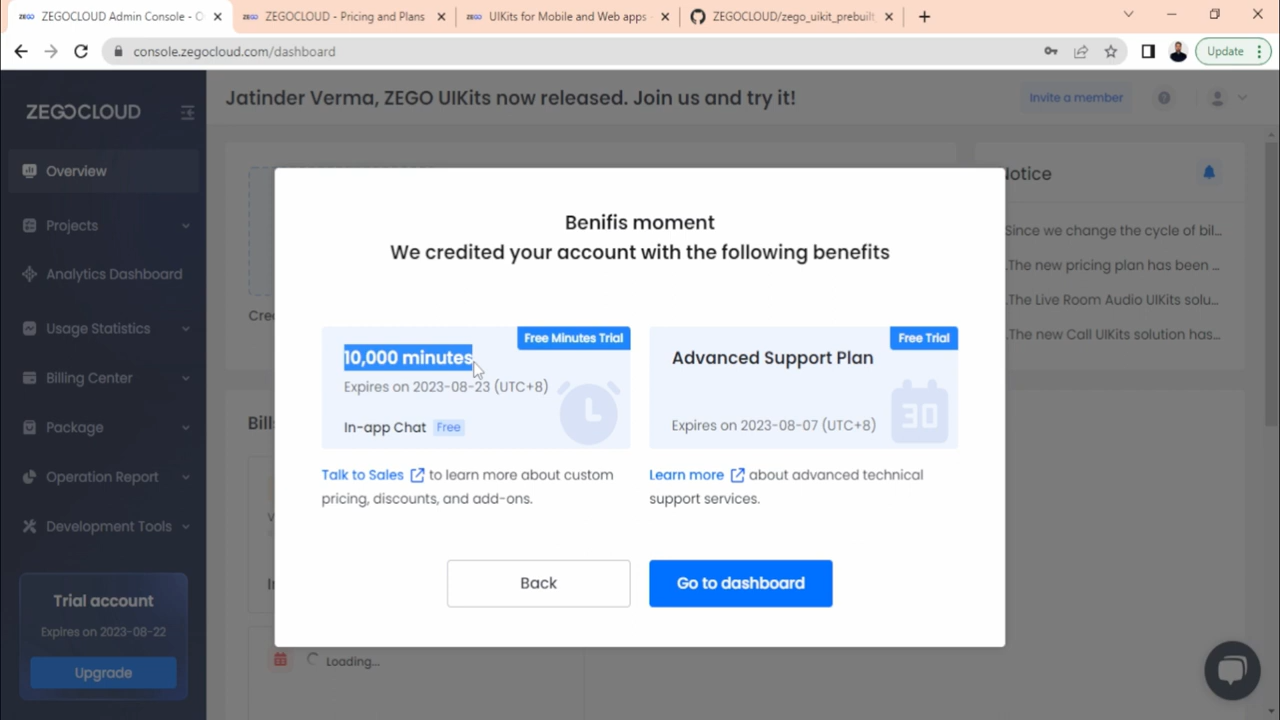 ZEGOCLOUD Admin Console - O
ZEGOCLOUD - Pricing and Plans
UIKits for Mobile and Web apps
ZEGOCLOUD/zego_uikit_prebuilt_
console.zegocloud.com/dashboard
Update
ZEGOCLOUD
Jatinder Verma, ZEGO UIKits now released. Join us and try it!
Invite a member
Overview
Projects
Analytics Dashboard
Usage Statistics
Billing Center
Package
Operation Report
Development Tools
Trial account
Expires on 2023-08-22
Upgrade
Cre
Bill
Loading...
Benifis moment
We credited your account with the following benefits
Free Minutes Trial
10,000 minutes
Expires on 2023-08-23 (UTC+8)
In-app Chat Free
Talk to Sales to learn more about custom
pricing, discounts, and add-ons.
Free Trial
Advanced Support Plan
30
Expires on 2023-08-07 (UTC+8)
Learn more about advanced technical
support services.
Back
Go to dashboard
Notice
Since we change the cycle of bil...
.The new pricing plan has been ...
.The Live Room Audio UIKits solu...
.The new Call UIKits solution has...